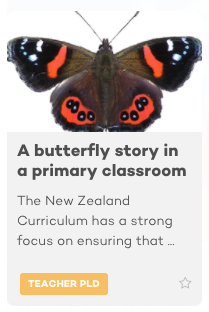 A butterfly story in
a primary classroom
The New Zealand
Curriculum has a strong
focus on ensuring that ...
TEACHER PLD